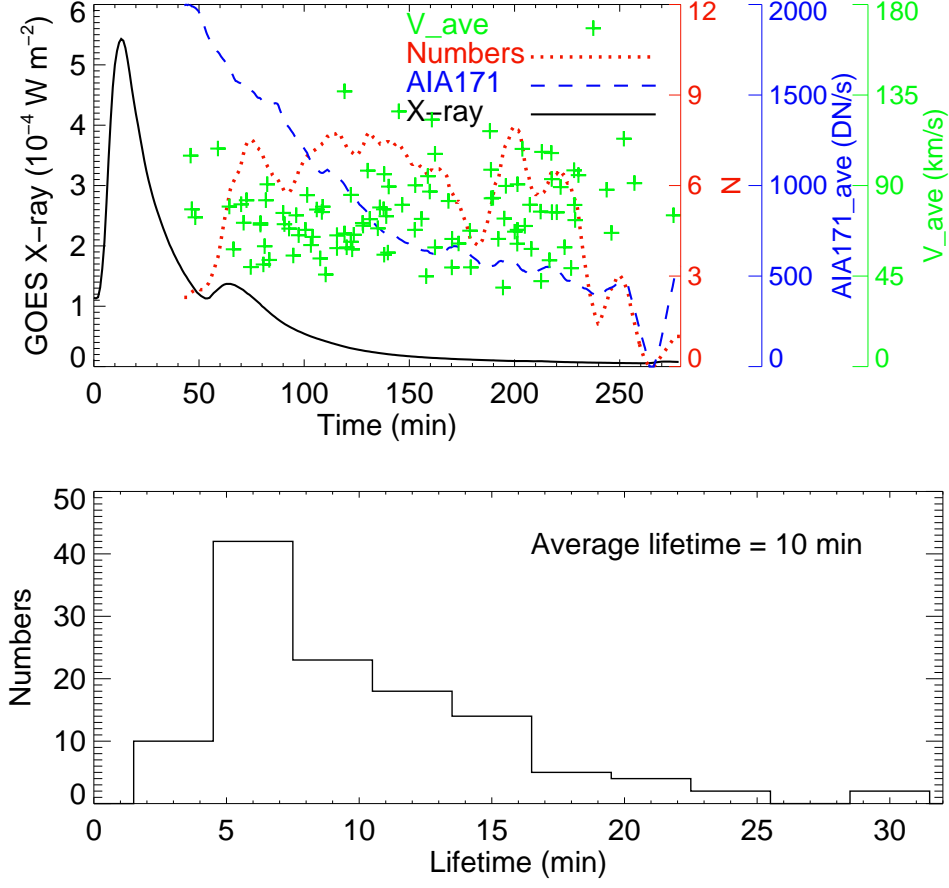 V_ave
Numbers
AIA171
X-ray
GOES X-ray (10⁻⁴ W m⁻²)
0 1 2 3 4 5 6
0 50 100 150 200 250
Time (min)
N
0 3 6 9 12
AIA171_ave (DN/s)
0 500 1000 1500 2000
V_ave (km/s)
0 45 90 135 180
Average lifetime = 10 min
Numbers
0 10 20 30 40 50
0 5 10 15 20 25 30
Lifetime (min)